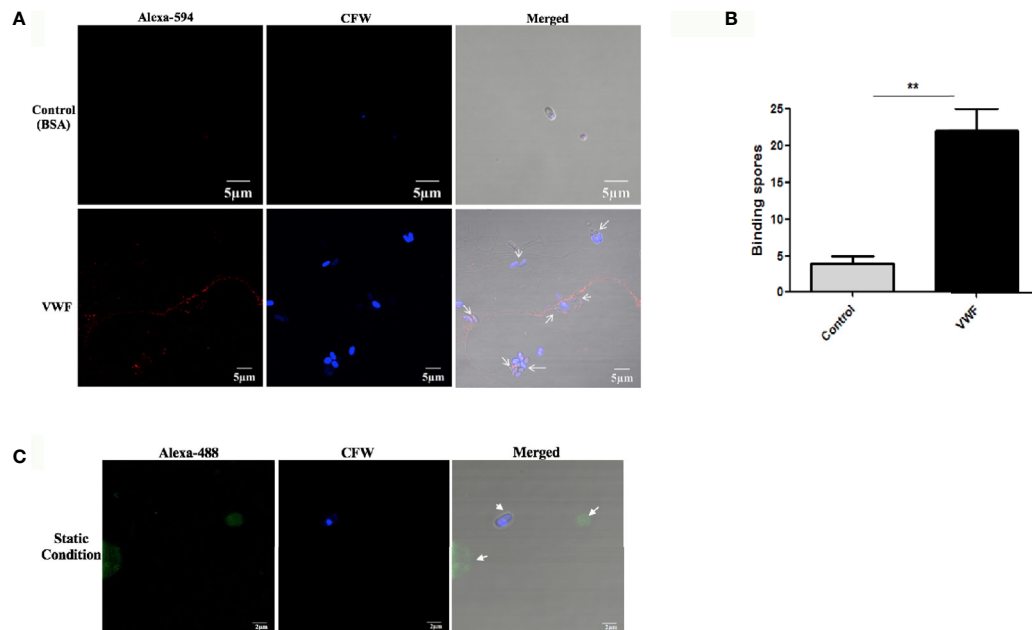 A
Alexa-594 CFW Merged
Control
(BSA)
5µm 5µm 5µm
VWF
5µm 5µm 5µm
B
**
Binding spores
25
20
15
10
5
0
Control VWF
C
Alexa-488 CFW Merged
Static
Condition
2µm 2µm 2µm